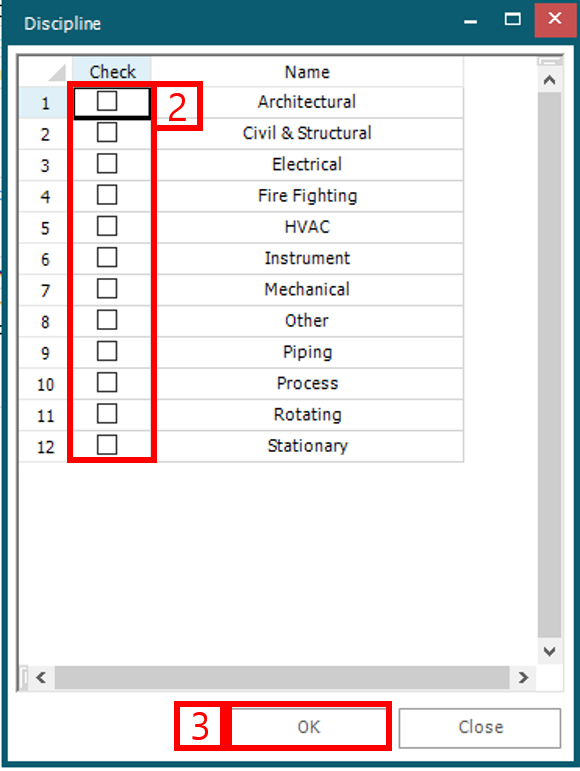 Discipline
Check Name
1 Architectural
2
2 Civil & Structural
3 Electrical
4 Fire Fighting
5 HVAC
6 Instrument
7 Mechanical
8 Other
9 Piping
10 Process
11 Rotating
12 Stationary
3 OK Close